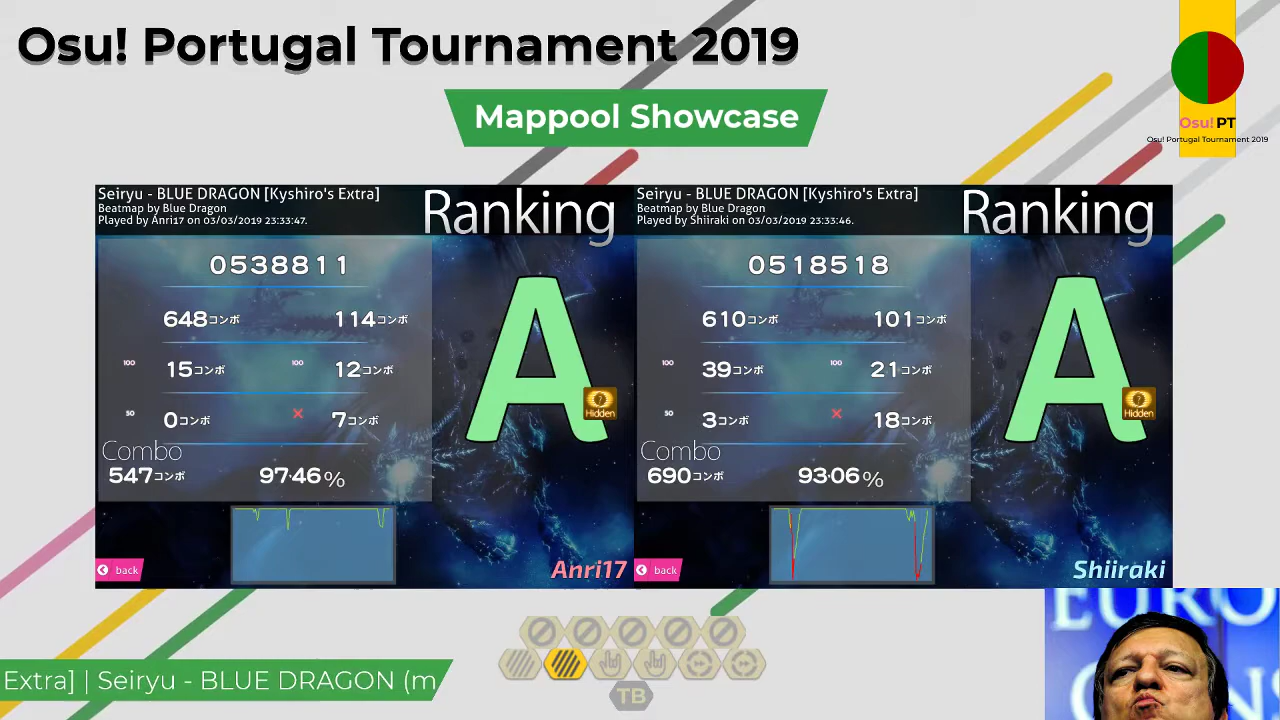 Osu! Portugal Tournament 2019
Mappool Showcase
Osu! PT
Osu! Portugal Tournament 2019
Seiryu - BLUE DRAGON [Kyshiro's Extra]
Beatmap by Blue Dragon
Played by Anri17 on 03/03/2019 23:33:47.
Ranking
0538811
648コンボ 114コンボ
100 15コンボ 100 12コンボ
50 0コンボ 7コンボ
Combo
547コンボ 97.46%
A
Hidden
back
Anri17
Seiryu - BLUE DRAGON [Kyshiro's Extra]
Beatmap by Blue Dragon
Played by Shiiraki on 03/03/2019 23:33:46.
Ranking
0518518
610コンボ 101コンボ
100 39コンボ 100 21コンボ
50 3コンボ 18コンボ
Combo
690コンボ 93.06%
A
Hidden
back
Shiiraki
Extra] | Seiryu - BLUE DRAGON (m
TB
EURO